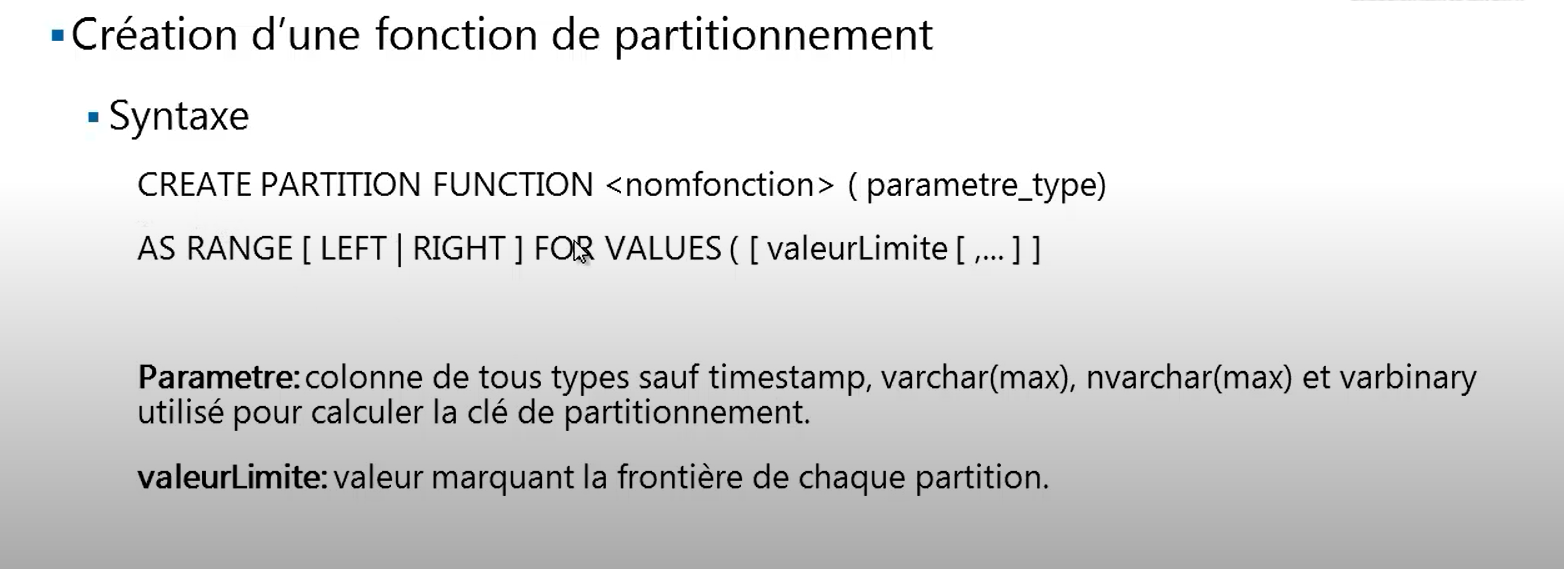 Création d’une fonction de partitionnement
Syntaxe
CREATE PARTITION FUNCTION <nomfonction> ( parametre_type)
AS RANGE [ LEFT | RIGHT ] FOR VALUES ( [ valeurLimite [ ,... ] ]
Parametre: colonne de tous types sauf timestamp, varchar(max), nvarchar(max) et varbinary
utilisé pour calculer la clé de partitionnement.
valeurLimite: valeur marquant la frontière de chaque partition.